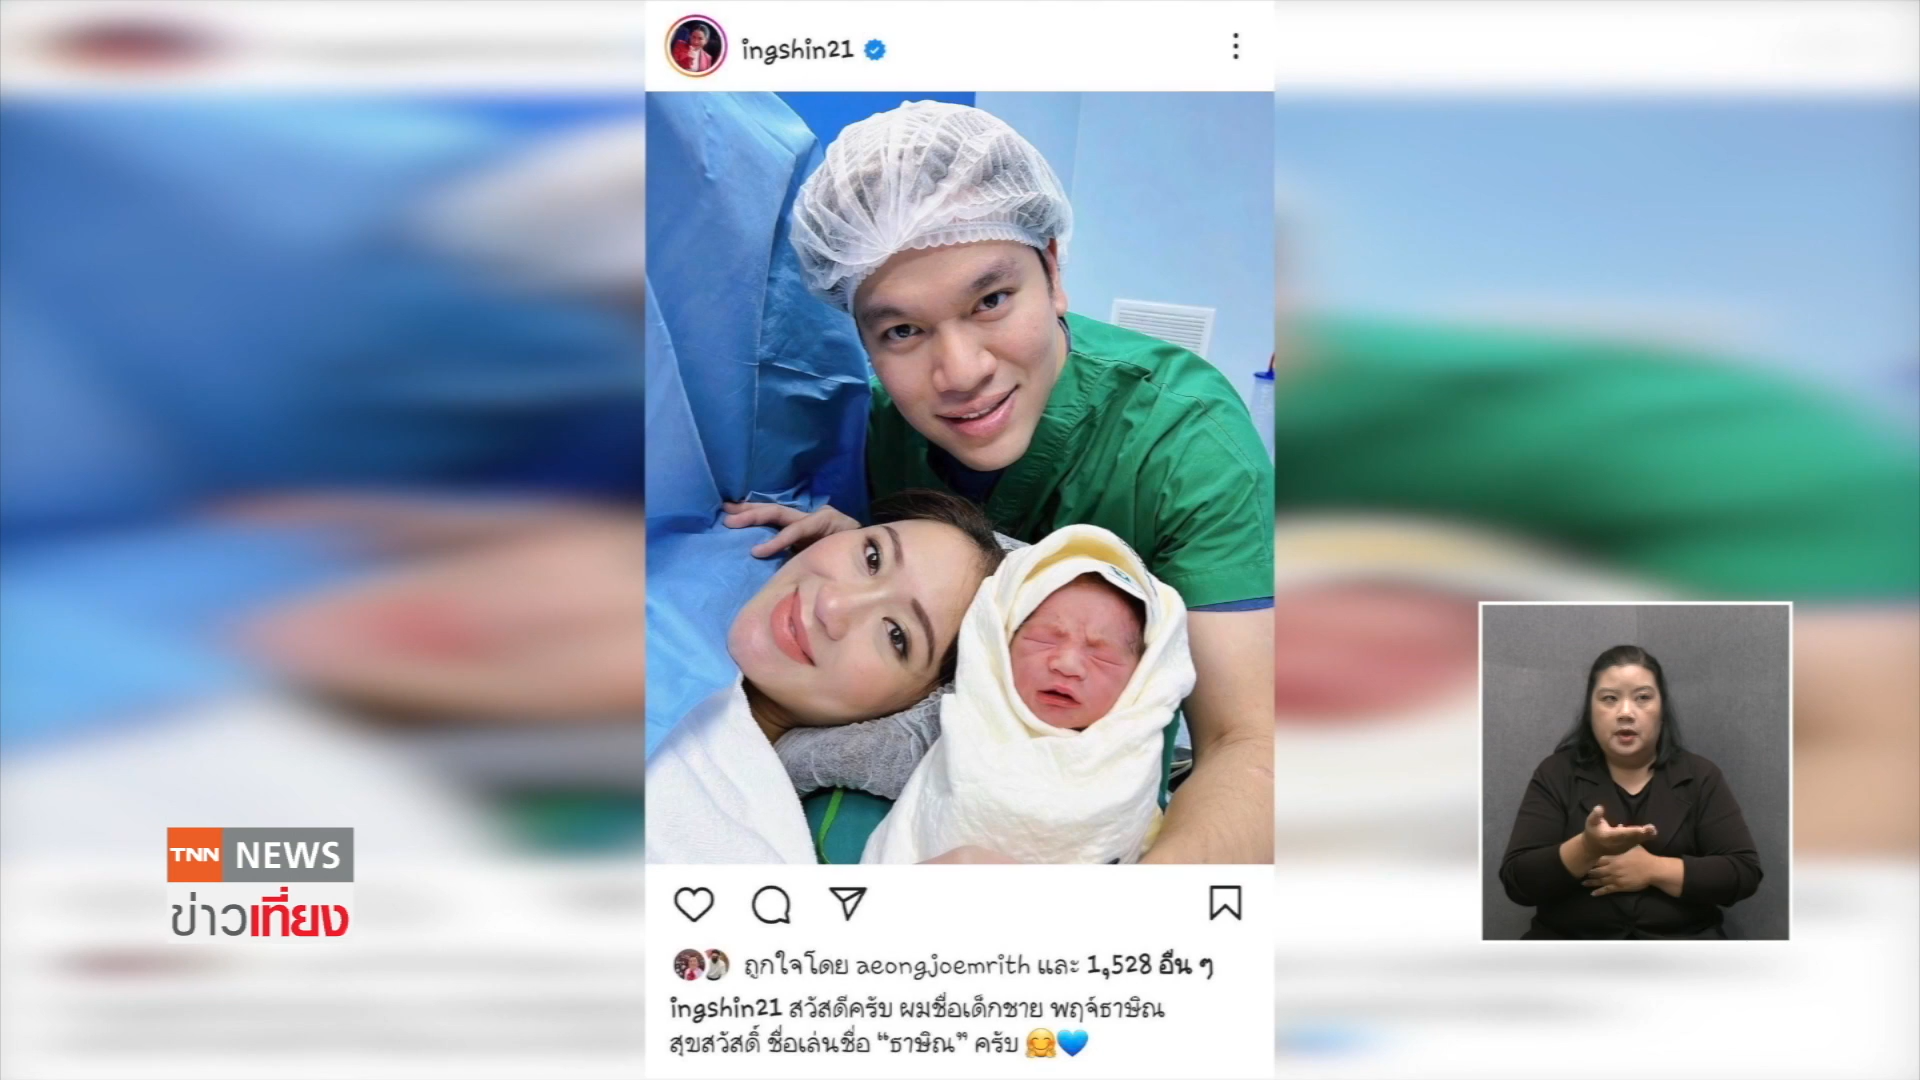 ingshin21
ถูกใจโดย aeongjoemrith และ 1,528 อื่น ๆ
ingshin21 สวัสดีครับ ผมชื่อเด็กชาย พฤจ์ธาษิณ
สุขสวัสดิ์ ชื่อเล่นชื่อ “ธาษิณ” ครับ 🤗💙
TNN NEWS
ข่าวเที่ยง